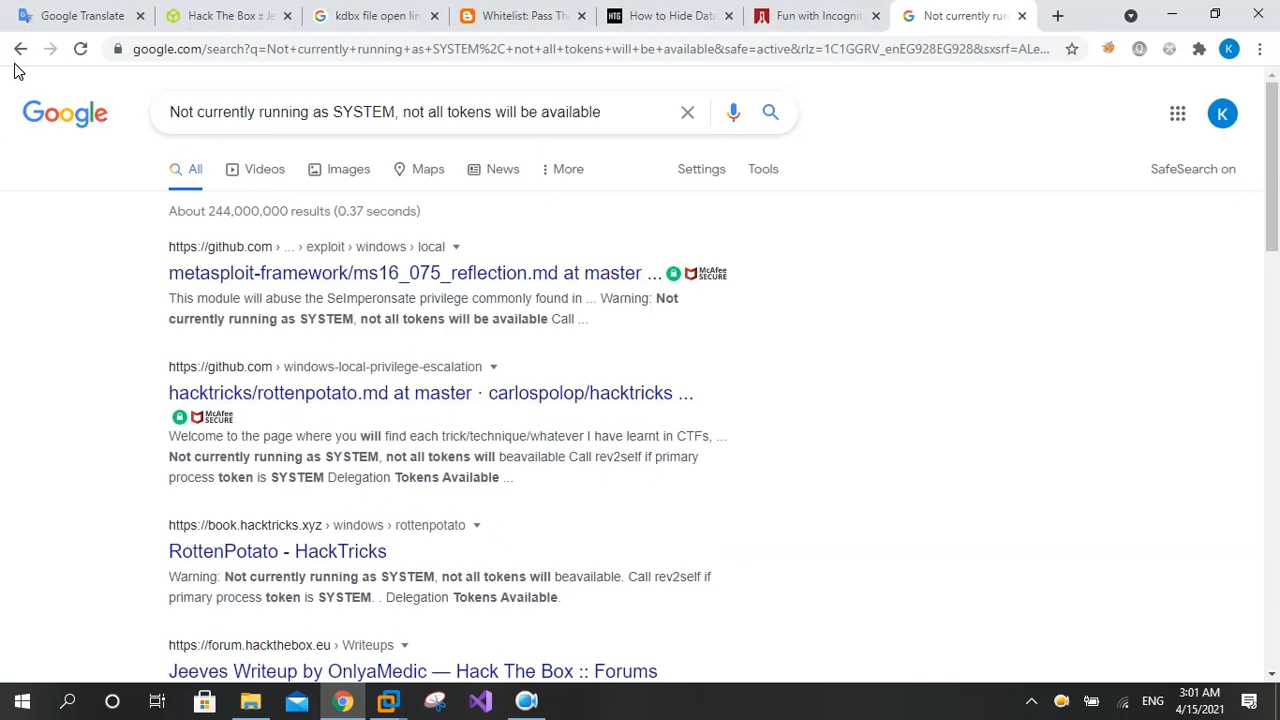 Google Translate
Hack The Box :: Je
kdbx file open lin
Whitelist: Pass Th
HTG
How to Hide Dat
Fun with Incognit
Not currently run
google.com/search?q=Not+currently+running+as+SYSTEM%2C+not+all+tokens+will+be+available&safe=active&rlz=1C1GGRV_enEG928EG928&sxsrf=ALe...
K
Google
Not currently running as SYSTEM, not all tokens will be available
K
All
Videos
Images
Maps
News
More
Settings
Tools
SafeSearch on
About 244,000,000 results (0.37 seconds)
https://github.com › ... › exploit › windows › local
metasploit-framework/ms16_075_reflection.md at master ... McAfee SECURE
This module will abuse the SeImperonsate privilege commonly found in ... Warning: Not
currently running as SYSTEM, not all tokens will be available Call ...
https://github.com › windows-local-privilege-escalation
hacktricks/rottenpotato.md at master · carlospolop/hacktricks ...
McAfee SECURE
Welcome to the page where you will find each trick/technique/whatever I have learnt in CTFs, ...
Not currently running as SYSTEM, not all tokens will beavailable Call rev2self if primary
process token is SYSTEM Delegation Tokens Available ...
https://book.hacktricks.xyz › windows › rottenpotato
RottenPotato - HackTricks
Warning: Not currently running as SYSTEM, not all tokens will beavailable. Call rev2self if
primary process token is SYSTEM. . Delegation Tokens Available.
https://forum.hackthebox.eu › Writeups
Jeeves Writeup by OnlyaMedic — Hack The Box :: Forums
ENG
3:01 AM
4/15/2021